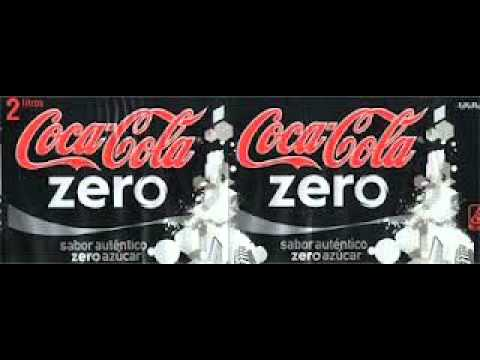 2 litros
Coca-Cola
zero
sabor auténtico
zero azúcar
Coca-Cola
zero
sabor auténtico
zero azúcar